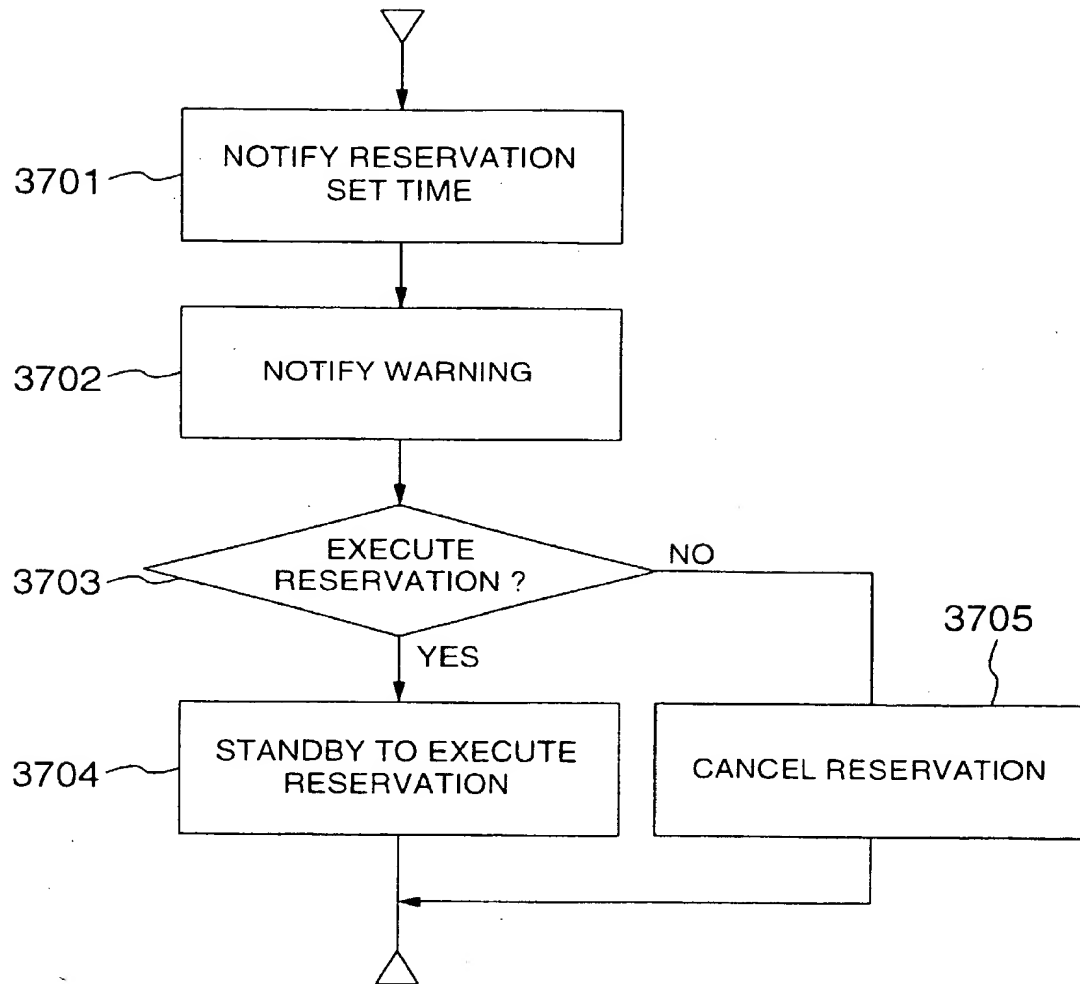 3701
NOTIFY RESERVATION
SET TIME
3702
NOTIFY WARNING
3703
EXECUTE
RESERVATION ?
NO
YES
3705
3704
STANDBY TO EXECUTE
RESERVATION
CANCEL RESERVATION